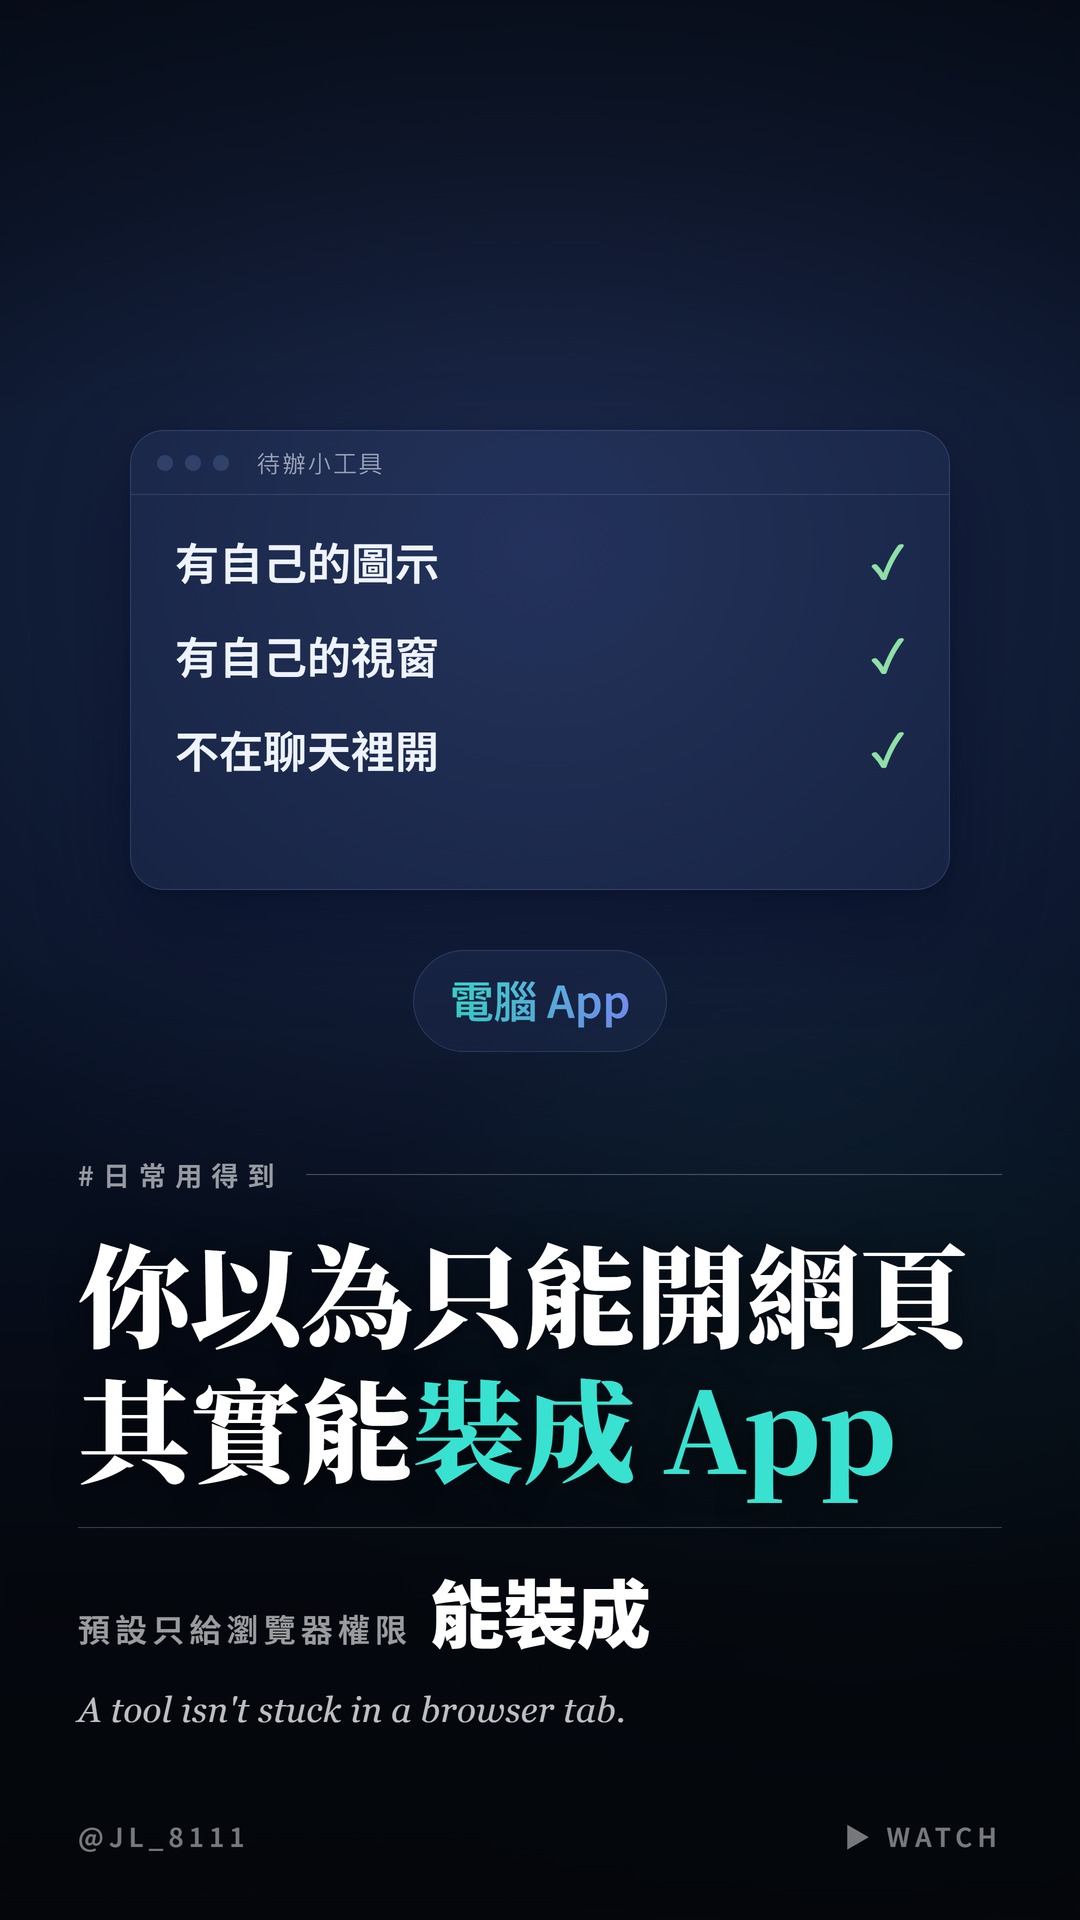 待辦小工具
有自己的圖示 ✓
有自己的視窗 ✓
不在聊天裡開 ✓
電腦 App
#日常用得到
你以為只能開網頁
其實能裝成 App
預設只給瀏覽器權限 能裝成
A tool isn't stuck in a browser tab.
@JL_8111 ▶ WATCH